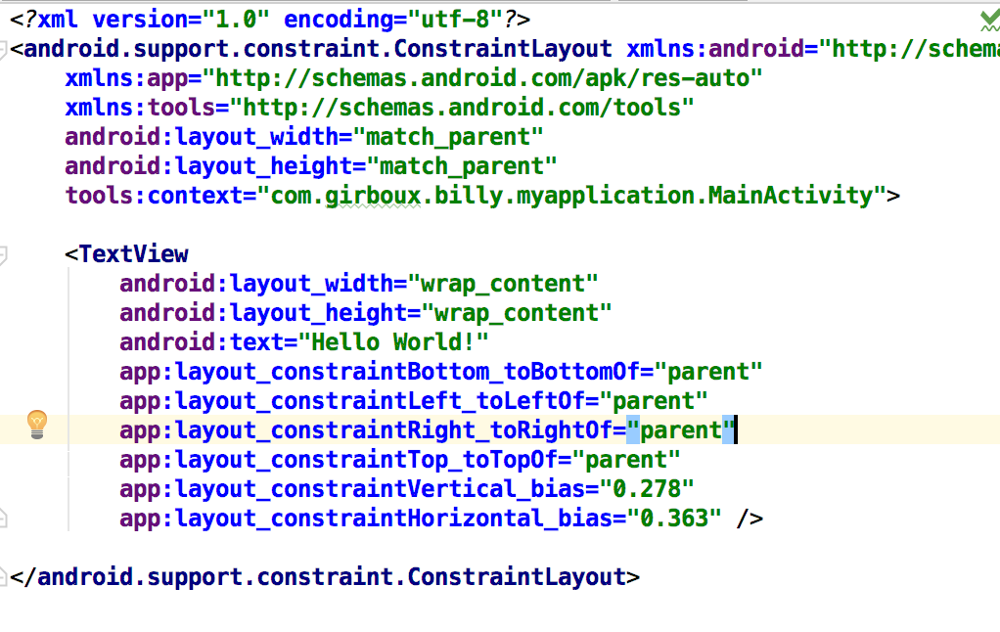 <?xml version="1.0" encoding="utf-8"?>
<android.support.constraint.ConstraintLayout xmlns:android="http://schema
    xmlns:app="http://schemas.android.com/apk/res-auto"
    xmlns:tools="http://schemas.android.com/tools"
    android:layout_width="match_parent"
    android:layout_height="match_parent"
    tools:context="com.girboux.billy.myapplication.MainActivity">

    <TextView
        android:layout_width="wrap_content"
        android:layout_height="wrap_content"
        android:text="Hello World!"
        app:layout_constraintBottom_toBottomOf="parent"
        app:layout_constraintLeft_toLeftOf="parent"
        app:layout_constraintRight_toRightOf="parent"
        app:layout_constraintTop_toTopOf="parent"
        app:layout_constraintVertical_bias="0.278"
        app:layout_constraintHorizontal_bias="0.363" />

</android.support.constraint.ConstraintLayout>